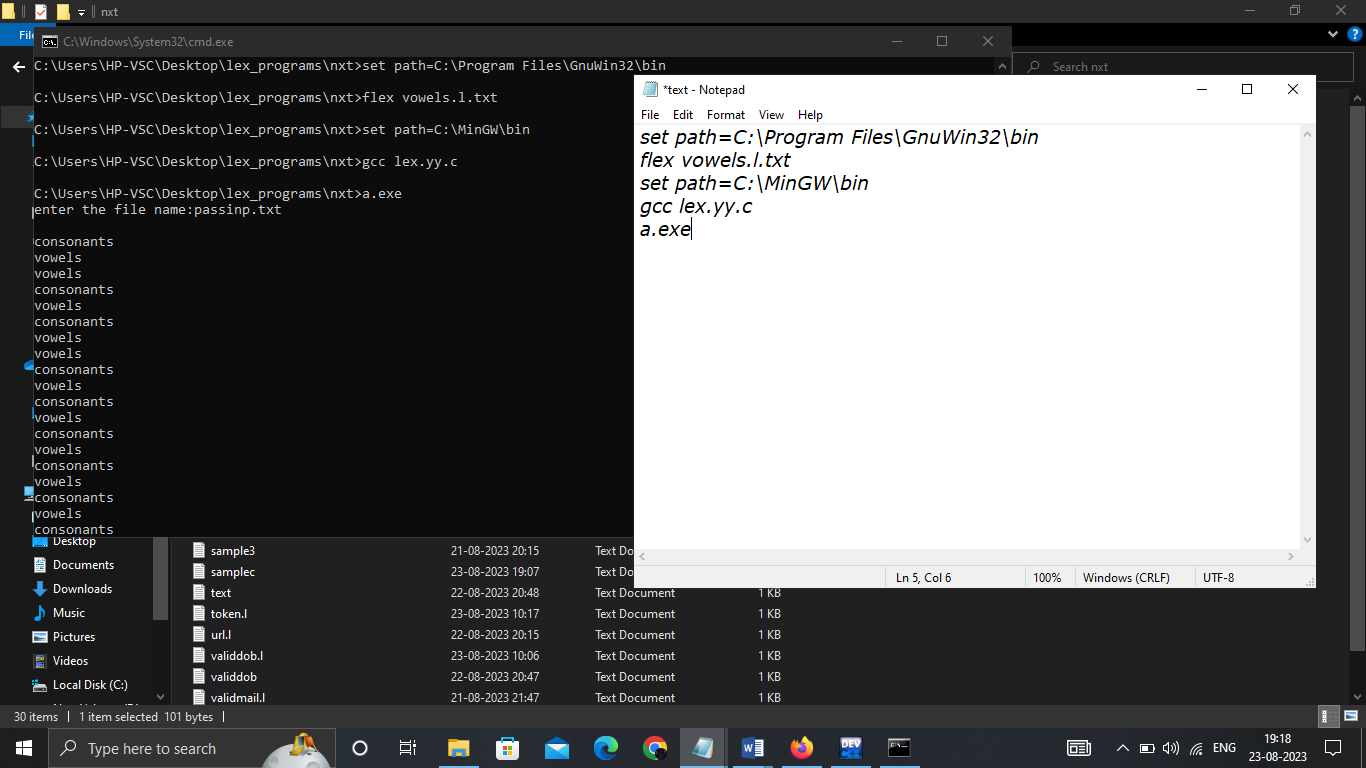 nxt
File
C:\Windows\System32\cmd.exe
C:\Users\HP-VSC\Desktop\lex_programs\nxt>set path=C:\Program Files\GnuWin32\bin
C:\Users\HP-VSC\Desktop\lex_programs\nxt>flex vowels.l.txt
C:\Users\HP-VSC\Desktop\lex_programs\nxt>set path=C:\MinGW\bin
C:\Users\HP-VSC\Desktop\lex_programs\nxt>gcc lex.yy.c
C:\Users\HP-VSC\Desktop\lex_programs\nxt>a.exe
enter the file name:passinp.txt
consonants
vowels
vowels
consonants
vowels
consonants
vowels
vowels
consonants
vowels
consonants
vowels
consonants
vowels
consonants
vowels
consonants
vowels
consonants
Search nxt
*text - Notepad
File Edit Format View Help
set path=C:\Program Files\GnuWin32\bin
flex vowels.l.txt
set path=C:\MinGW\bin
gcc lex.yy.c
a.exe
Ln 5, Col 6 100% Windows (CRLF) UTF-8
Desktop
Documents
Downloads
Music
Pictures
Videos
Local Disk (C:)
sample3 21-08-2023 20:15 Text Do
samplec 23-08-2023 19:07 Text Do
text 22-08-2023 20:48 Text Document 1 KB
token.l 23-08-2023 10:17 Text Document 1 KB
url.l 22-08-2023 20:15 Text Document 1 KB
validdob.l 23-08-2023 10:06 Text Document 1 KB
validdob 22-08-2023 20:47 Text Document 1 KB
validmail.l 21-08-2023 21:47 Text Document 1 KB
30 items 1 item selected 101 bytes
Type here to search
DEV
ENG
19:18
23-08-2023